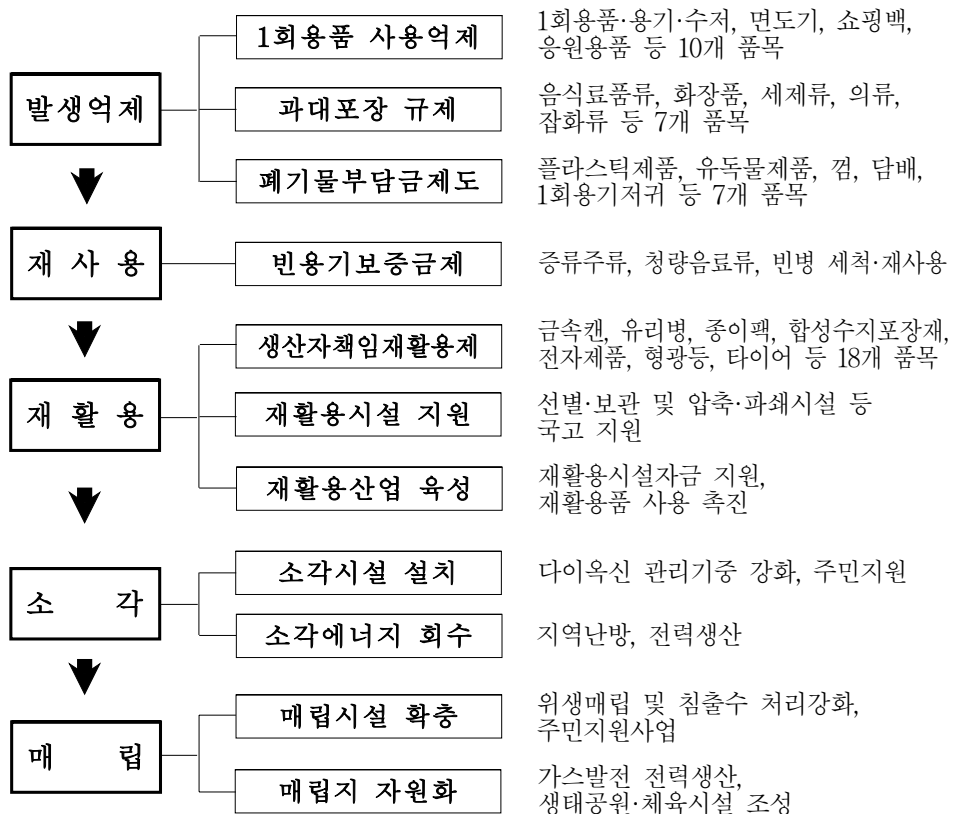 1회용품 사용억제
1회용품·용기·수저, 면도기, 쇼핑백,
응원용품 등 10개 품목
발생억제
과대포장 규제
음식료품류, 화장품, 세제류, 의류,
잡화류 등 7개 품목
폐기물부담금제도
플라스틱제품, 유독물제품, 껌, 담배,
1회용기저귀 등 7개 품목
재 사 용
빈용기보증금제
증류주류, 청량음료류, 빈병 세척·재사용
생산자책임재활용제
금속캔, 유리병, 종이팩, 합성수지포장재,
전자제품, 형광등, 타이어 등 18개 품목
재 활 용
재활용시설 지원
선별·보관 및 압축·파쇄시설 등
국고 지원
재활용산업 육성
재활용시설자금 지원,
재활용품 사용 촉진
소 각
소각시설 설치
다이옥신 관리기중 강화, 주민지원
소각에너지 회수
지역난방, 전력생산
매 립
매립시설 확충
위생매립 및 침출수 처리강화,
주민지원사업
매립지 자원화
가스발전 전력생산,
생태공원·체육시설 조성